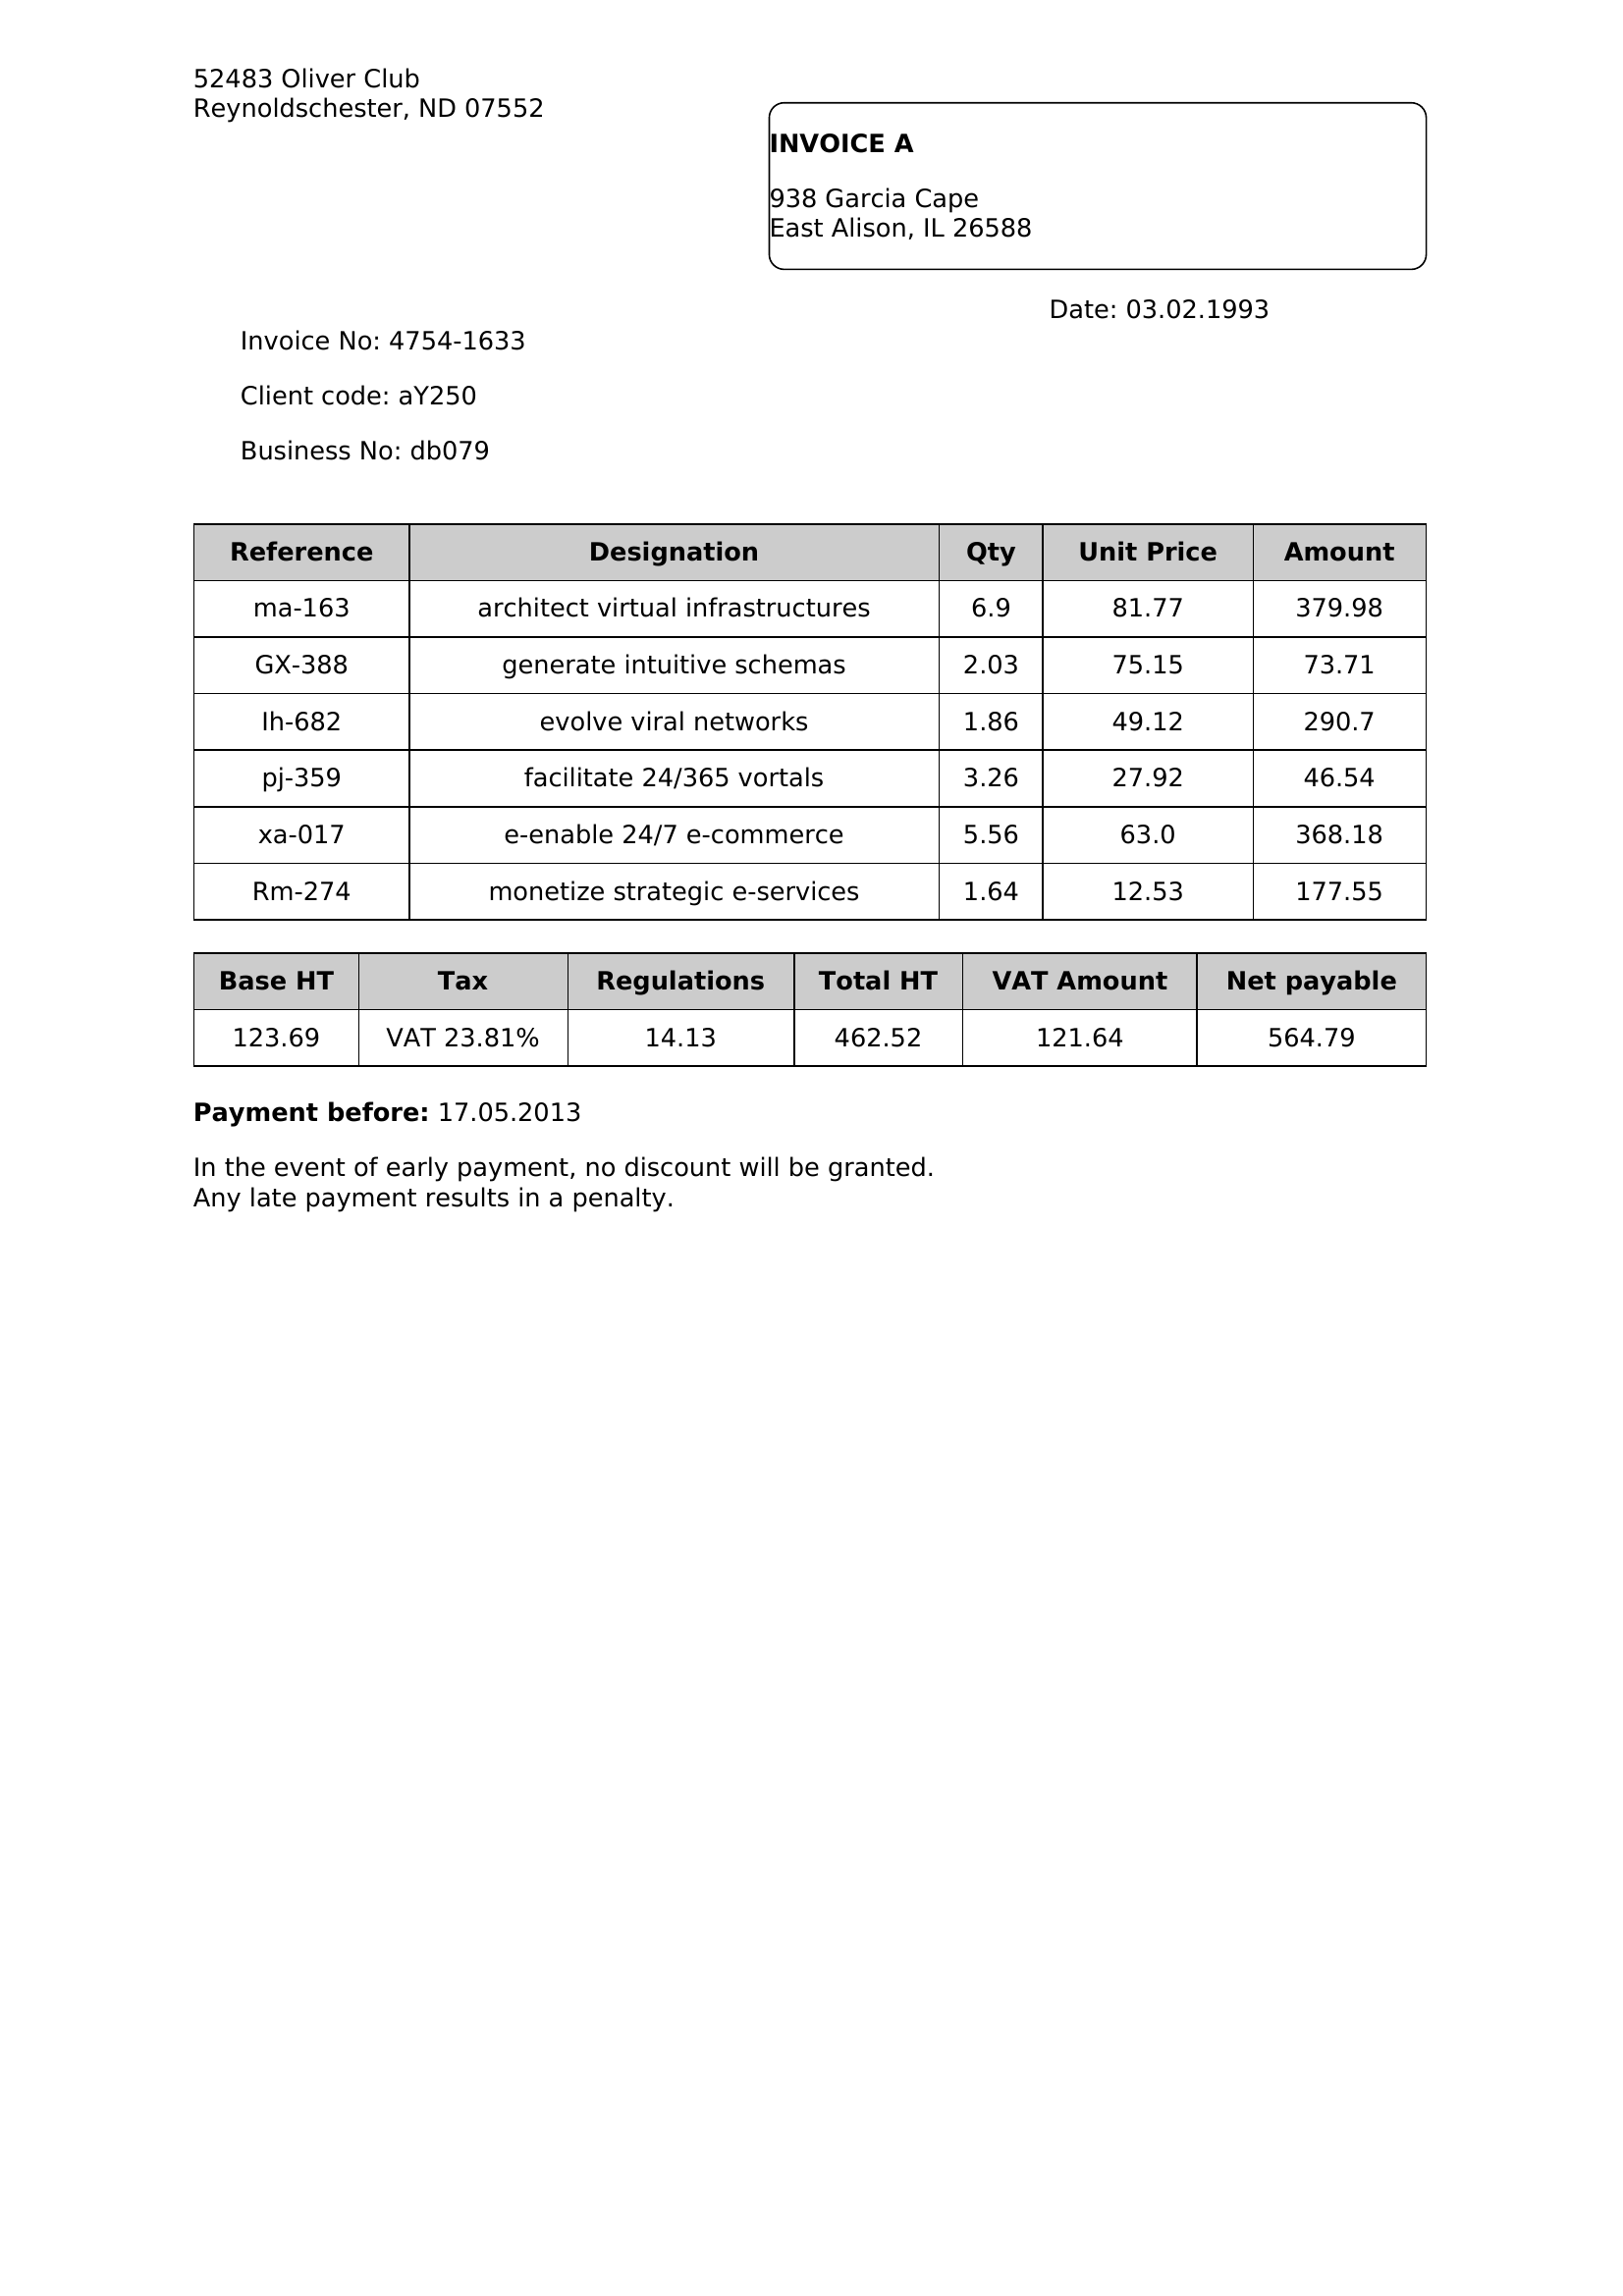 52483 Oliver Club
Reynoldschester, ND 07552
INVOICE A
938 Garcia Cape
East Alison, IL 26588
Date: 03.02.1993
Invoice No: 4754-1633
Client code: aY250
Business No: db079
Reference Designation Qty Unit Price Amount
ma-163 architect virtual infrastructures 6.9 81.77 379.98
GX-388 generate intuitive schemas 2.03 75.15 73.71
Ih-682 evolve viral networks 1.86 49.12 290.7
pj-359 facilitate 24/365 vortals 3.26 27.92 46.54
xa-017 e-enable 24/7 e-commerce 5.56 63.0 368.18
Rm-274 monetize strategic e-services 1.64 12.53 177.55
Base HT Tax Regulations Total HT VAT Amount Net payable
123.69 VAT 23.81% 14.13 462.52 121.64 564.79
Payment before: 17.05.2013
In the event of early payment, no discount will be granted.
Any late payment results in a penalty.